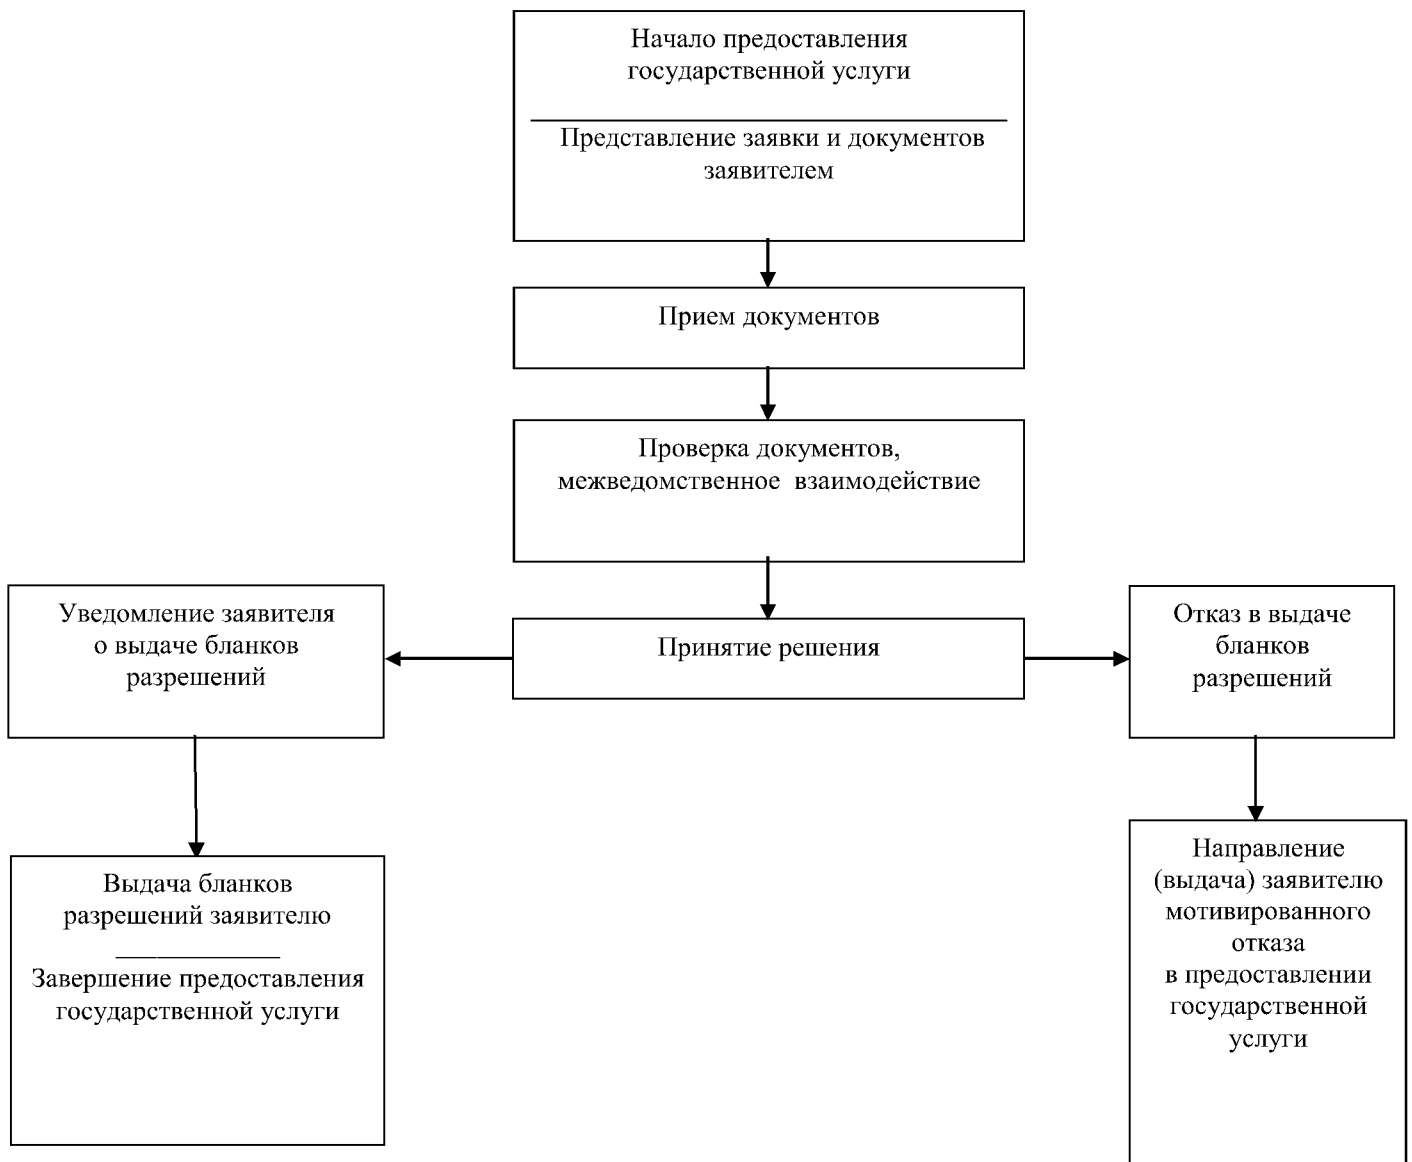 Начало предоставления
государственной услуги
Представление заявки и документов
заявителем
Прием документов
Проверка документов,
межведомственное взаимодействие
Принятие решения
Уведомление заявителя
о выдаче бланков
разрешений
Отказ в выдаче
бланков
разрешений
Выдача бланков
разрешений заявителю
Завершение предоставления
государственной услуги
Направление
(выдача) заявителю
мотивированного
отказа
в предоставлении
государственной
услуги